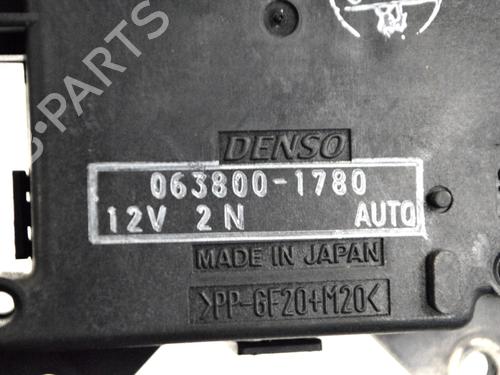 B-PARTS
DENSO
063800-1780
12V 2N AUTO
MADE IN JAPAN
>PP-GF20+M20<